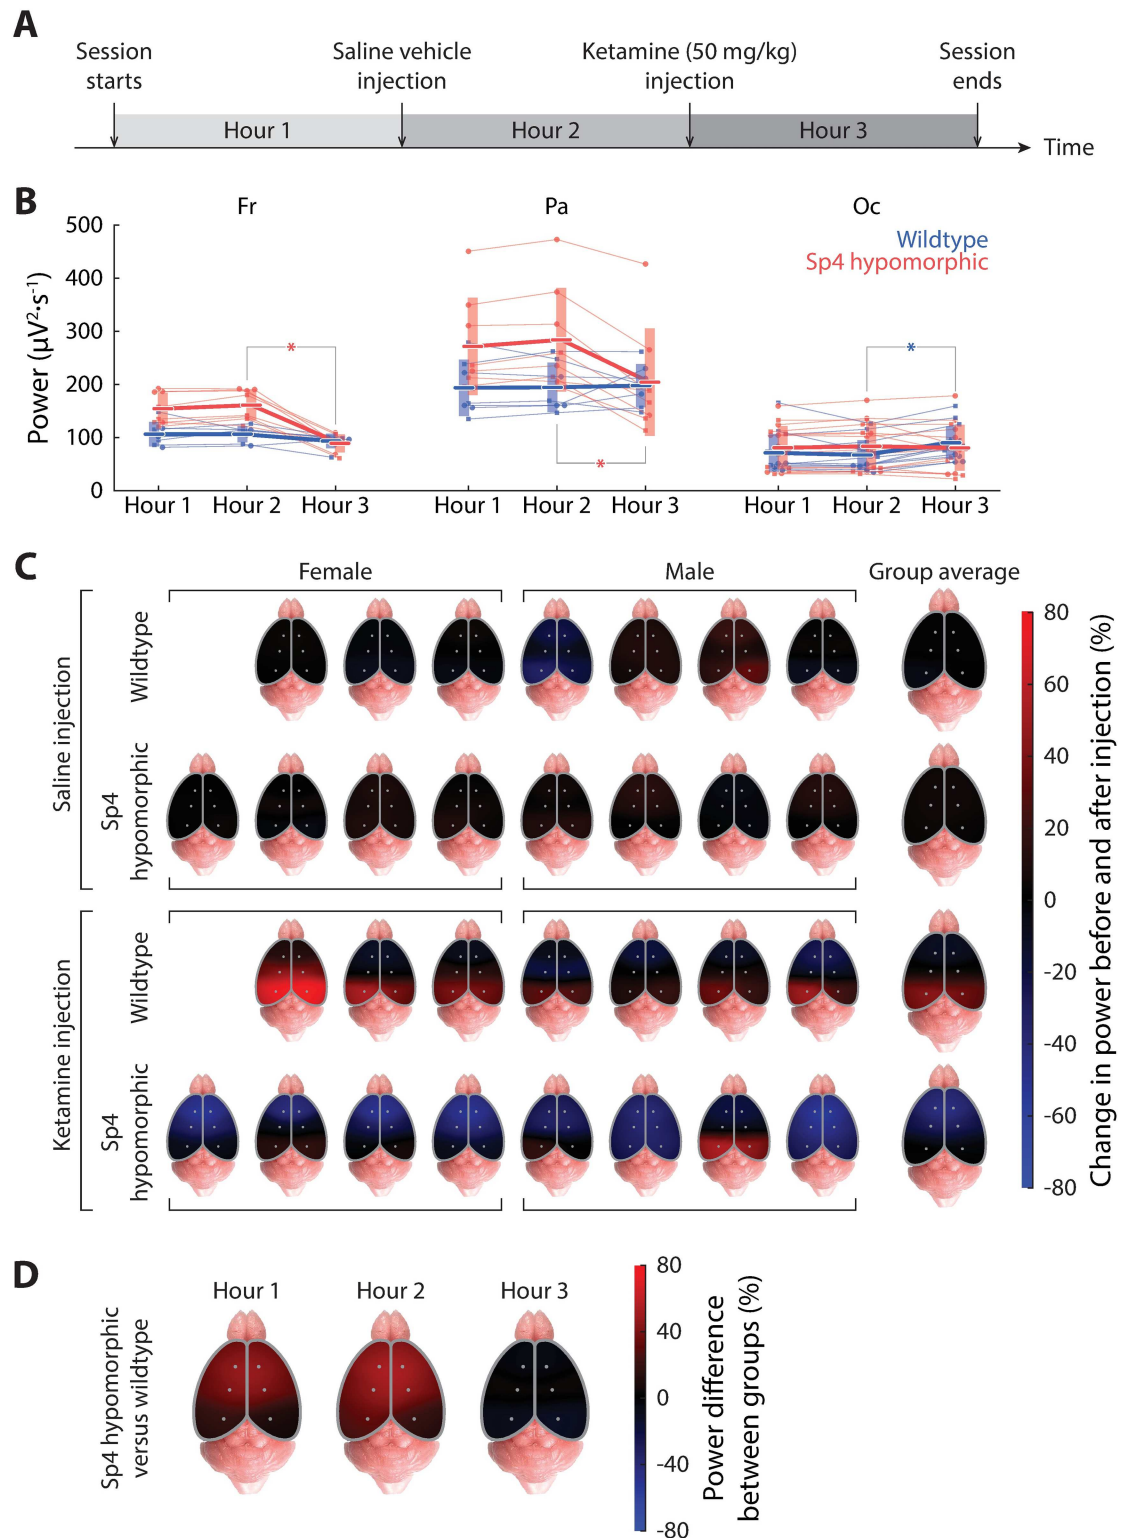 A
Session starts
Saline vehicle injection
Ketamine (50 mg/kg) injection
Session ends
Hour 1
Hour 2
Hour 3
Time
B
Fr
Pa
Oc
Wildtype
Sp4 hypomorphic
Power (µV²·s⁻¹)
500
400
300
200
100
0
*
*
*
Hour 1
Hour 2
Hour 3
Hour 1
Hour 2
Hour 3
Hour 1
Hour 2
Hour 3
C
Female
Male
Group average
Saline injection
Wildtype
Sp4 hypomorphic
Ketamine injection
Wildtype
Sp4 hypomorphic
80
60
40
20
0
-20
-40
-60
-80
Change in power before and after injection (%)
D
Hour 1
Hour 2
Hour 3
Sp4 hypomorphic
versus wildtype
80
40
0
-40
-80
Power difference
between groups (%)